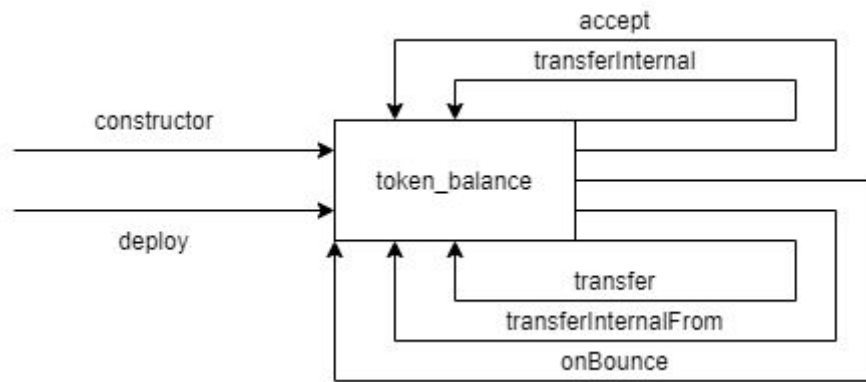 accept
transferInternal
constructor
token_balance
deploy
transfer
transferInternalFrom
onBounce